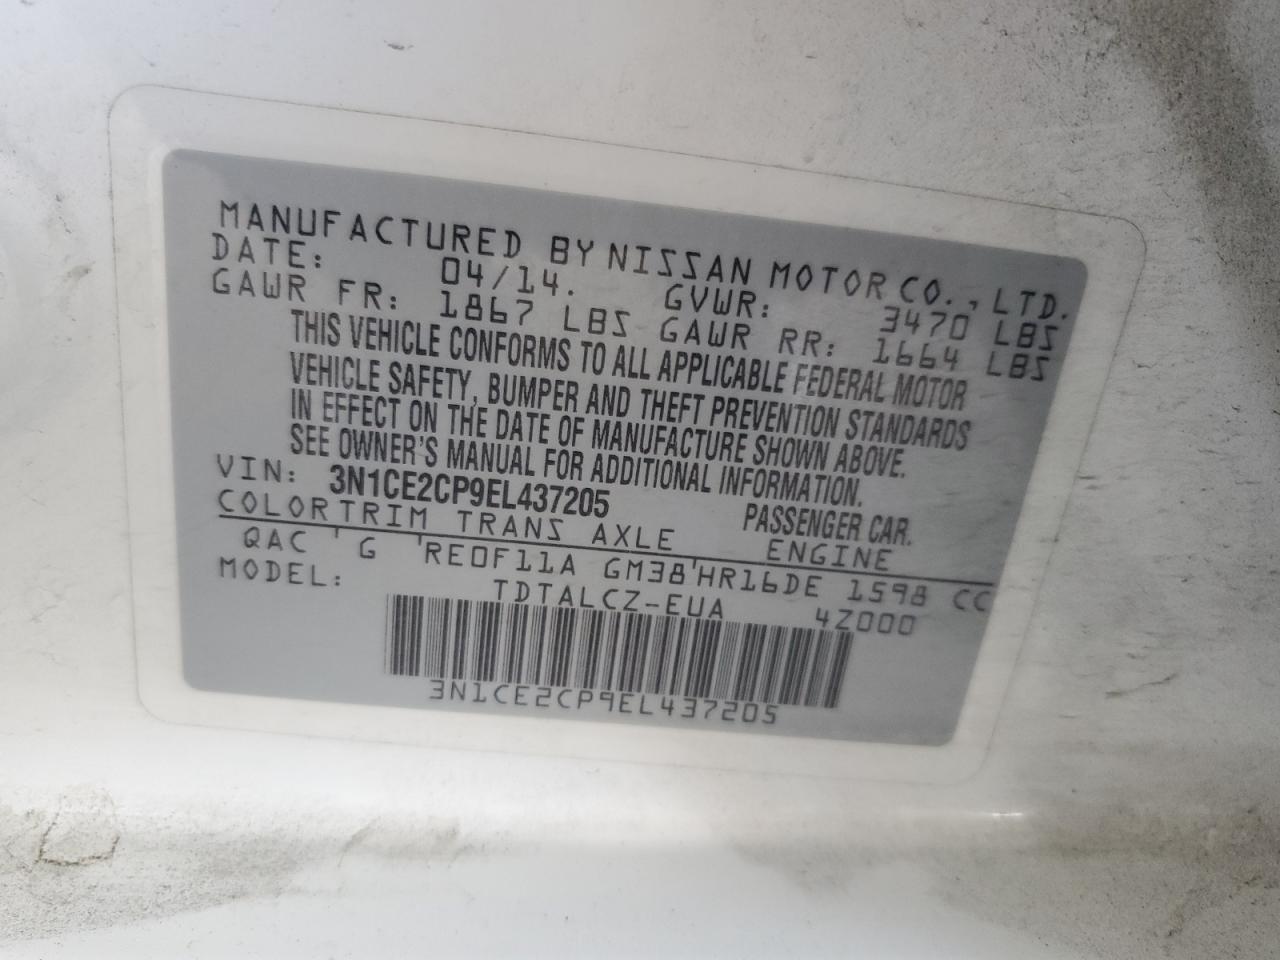 MANUFACTURED BY NISSAN MOTOR CO., LTD.
DATE: 04/14. GVWR: 3470 LBS
GAWR FR: 1867 LBS GAWR RR: 1664 LBS
THIS VEHICLE CONFORMS TO ALL APPLICABLE FEDERAL MOTOR
VEHICLE SAFETY, BUMPER AND THEFT PREVENTION STANDARDS
IN EFFECT ON THE DATE OF MANUFACTURE SHOWN ABOVE.
SEE OWNER'S MANUAL FOR ADDITIONAL INFORMATION.
VIN: 3N1CE2CP9EL437205 PASSENGER CAR.
COLORTRIM TRANS AXLE ENGINE
QAC ' G 'RE0F11A GM38'HR16DE 1598 CC
MODEL: TDTALCZ-EUA 4Z000
3N1CE2CP9EL437205